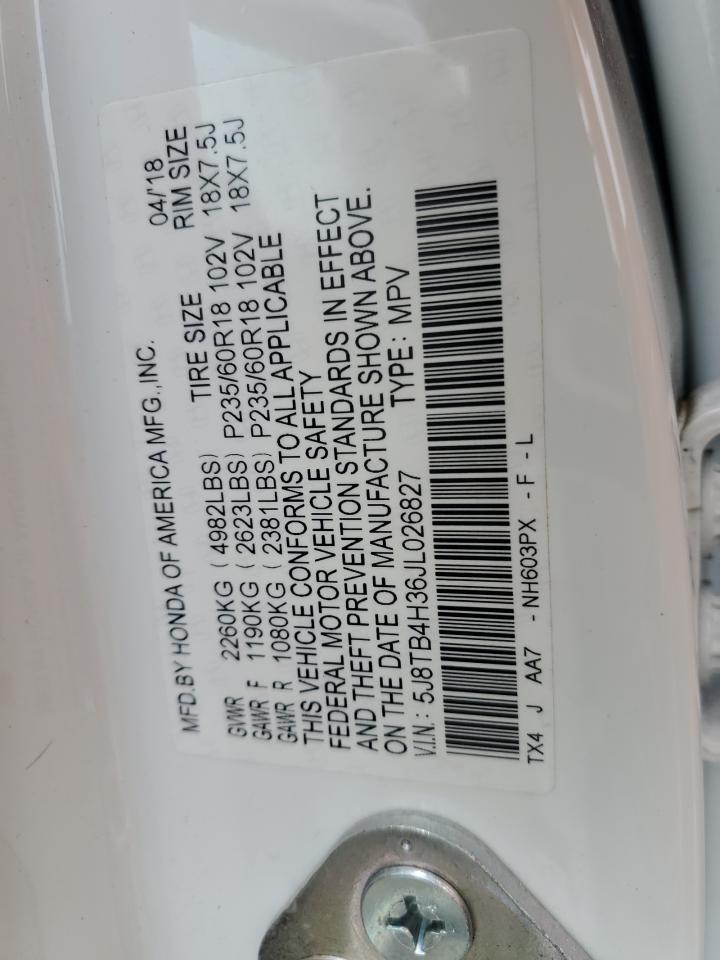 MFD.BY HONDA OF AMERICA MFG.,INC. 04/'18
TIRE SIZE RIM SIZE
GVWR 2260KG (4982LBS)
GAWR F 1190KG (2623LBS) P235/60R18 102V 18X7.5J
GAWR R 1080KG (2381LBS) P235/60R18 102V 18X7.5J
THIS VEHICLE CONFORMS TO ALL APPLICABLE
FEDERAL MOTOR VEHICLE SAFETY
AND THEFT PREVENTION STANDARDS IN EFFECT
ON THE DATE OF MANUFACTURE SHOWN ABOVE.
V.I.N.: 5J8TB4H36JL026827 TYPE: MPV
TX4 J AA7 -NH603PX -F-L